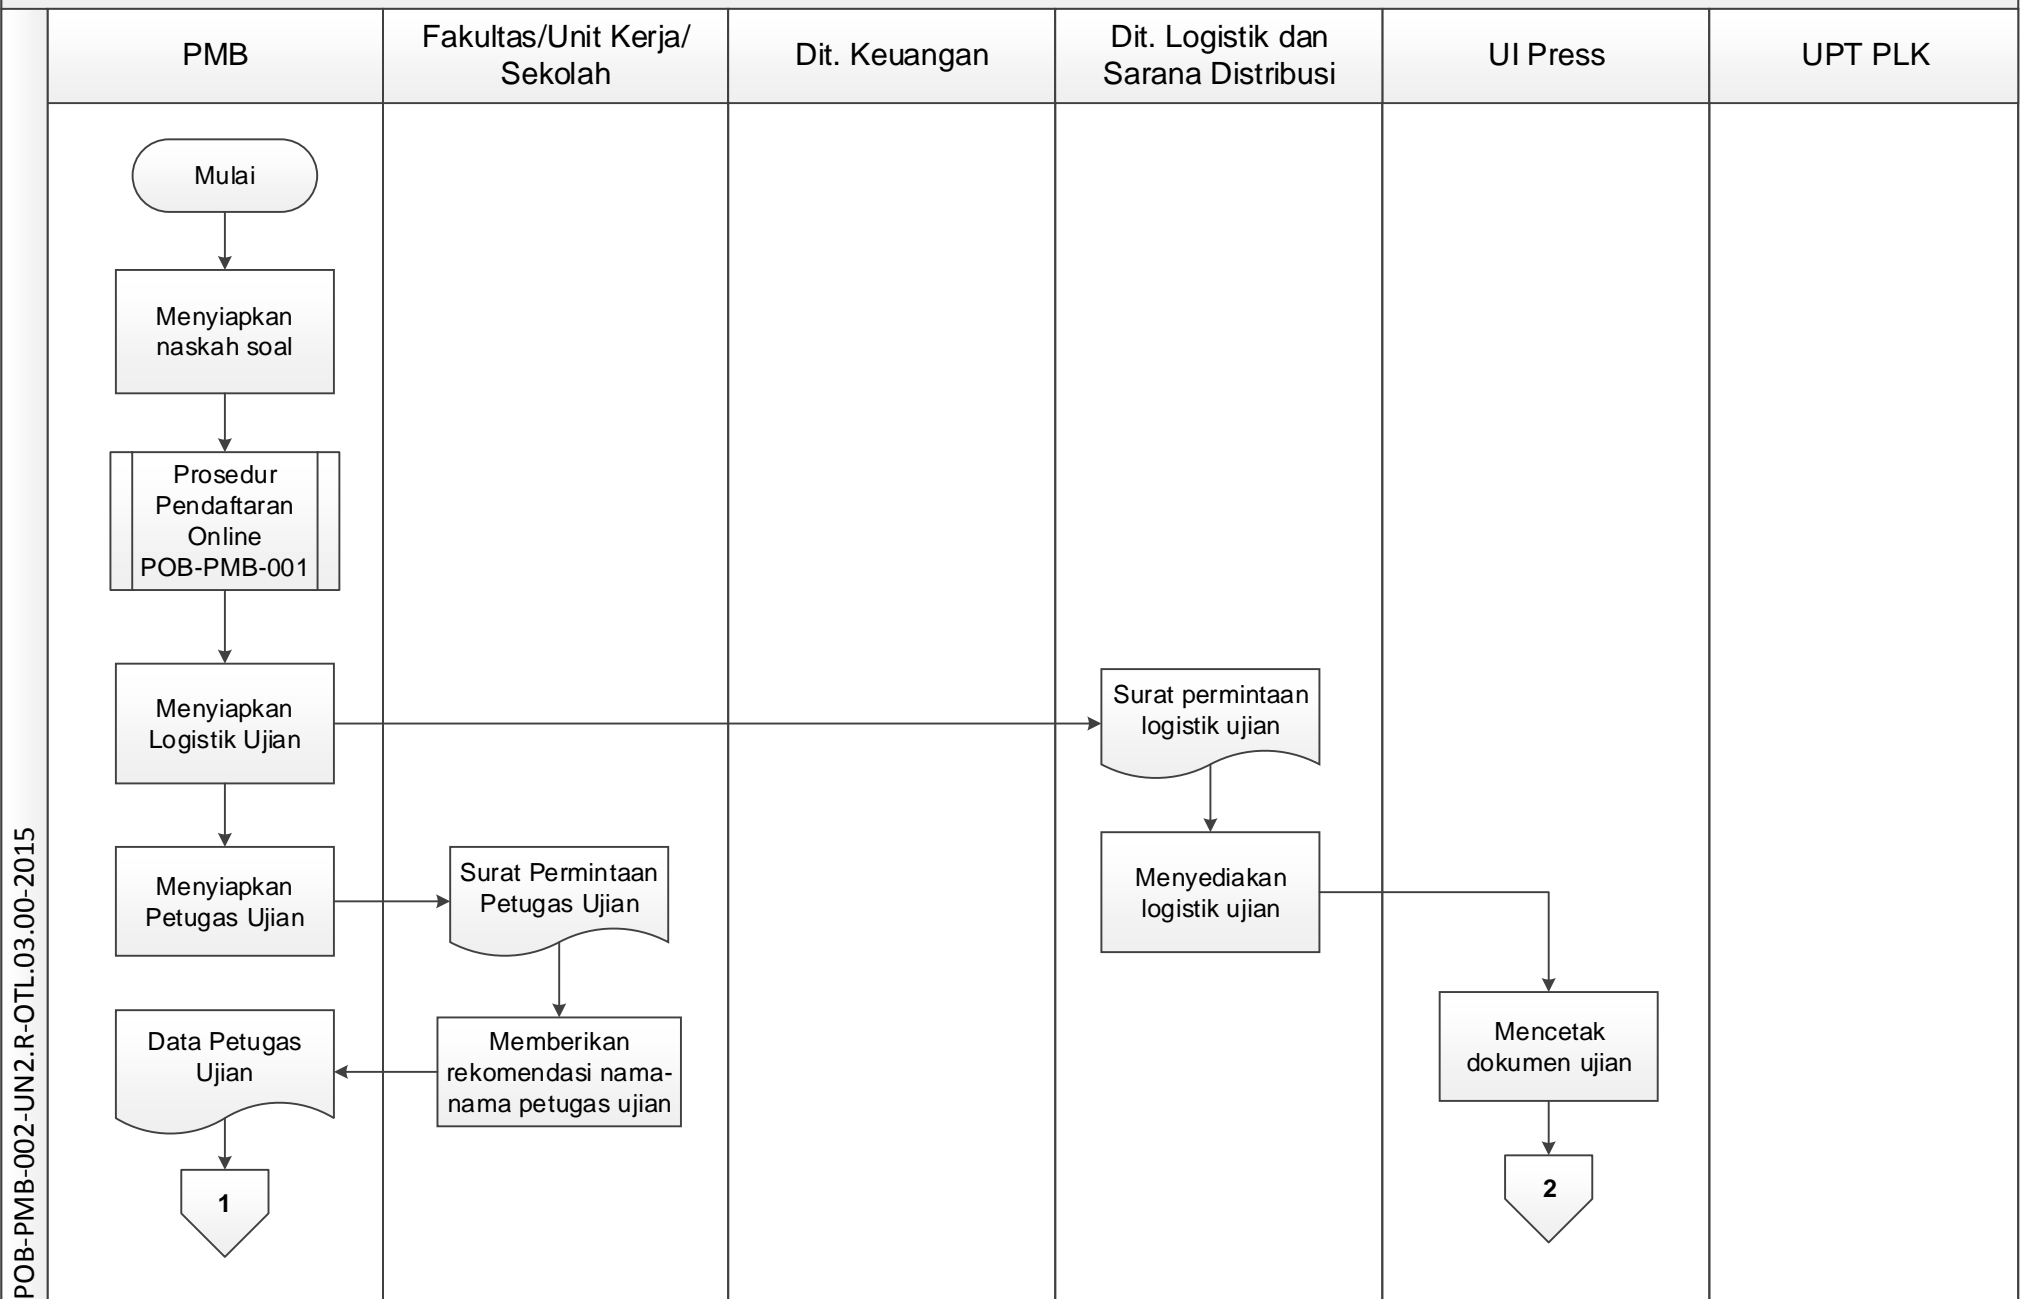 PMB
Fakultas/Unit Kerja/
Sekolah
Dit. Keuangan
Dit. Logistik dan
Sarana Distribusi
UI Press
UPT PLK
Mulai
Menyiapkan
naskah soal
Prosedur
Pendaftaran
Online
POB-PMB-001
Menyiapkan
Logistik Ujian
Surat permintaan
logistik ujian
Menyiapkan
Petugas Ujian
Surat Permintaan
Petugas Ujian
Menyediakan
logistik ujian
Data Petugas
Ujian
Memberikan
rekomendasi nama-
nama petugas ujian
Mencetak
dokumen ujian
1
2
POB-PMB-002-UN2.R-OTL.03.00-2015